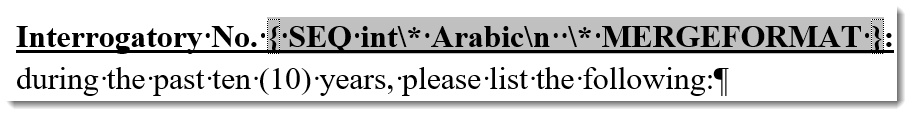 Interrogatory·No.·{·SEQ·int\*·Arabic\n··\*·MERGEFORMAT·}:
during·the·past·ten·(10)·years,·please·list·the·following:¶